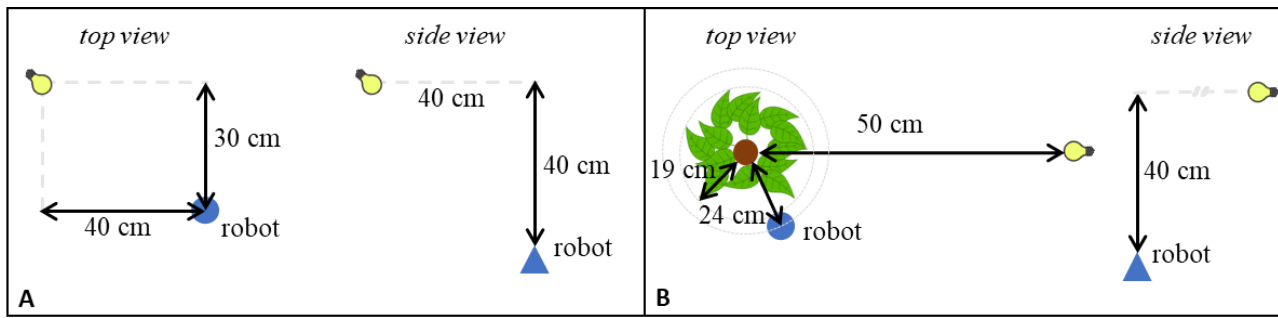 top view
side view
40 cm
30 cm
40 cm
40 cm
robot
robot
A
top view
side view
50 cm
40 cm
19 cm
24 cm
robot
robot
B